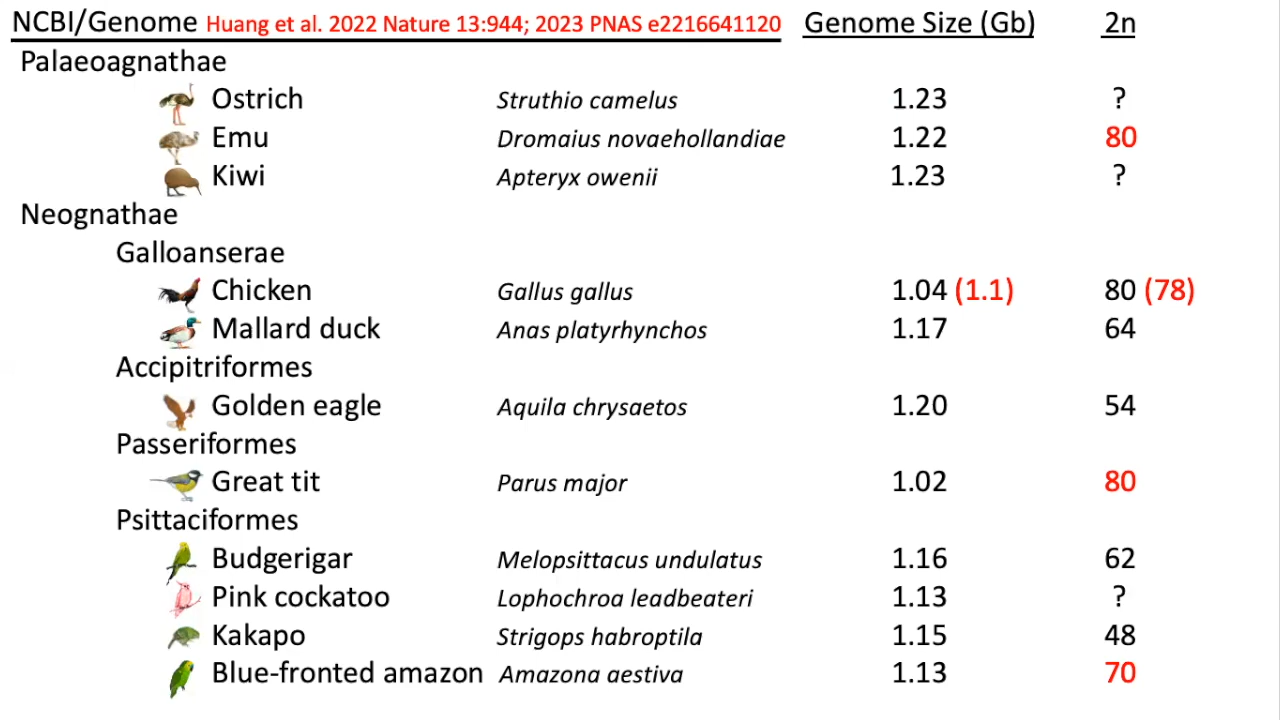 NCBI/Genome Huang et al. 2022 Nature 13:944; 2023 PNAS e2216641120 Genome Size (Gb) 2n
Palaeoagnathae
Ostrich Struthio camelus 1.23 ?
Emu Dromaius novaehollandiae 1.22 80
Kiwi Apteryx owenii 1.23 ?
Neognathae
Galloanserae
Chicken Gallus gallus 1.04 (1.1) 80 (78)
Mallard duck Anas platyrhynchos 1.17 64
Accipitriformes
Golden eagle Aquila chrysaetos 1.20 54
Passeriformes
Great tit Parus major 1.02 80
Psittaciformes
Budgerigar Melopsittacus undulatus 1.16 62
Pink cockatoo Lophochroa leadbeateri 1.13 ?
Kakapo Strigops habroptila 1.15 48
Blue-fronted amazon Amazona aestiva 1.13 70